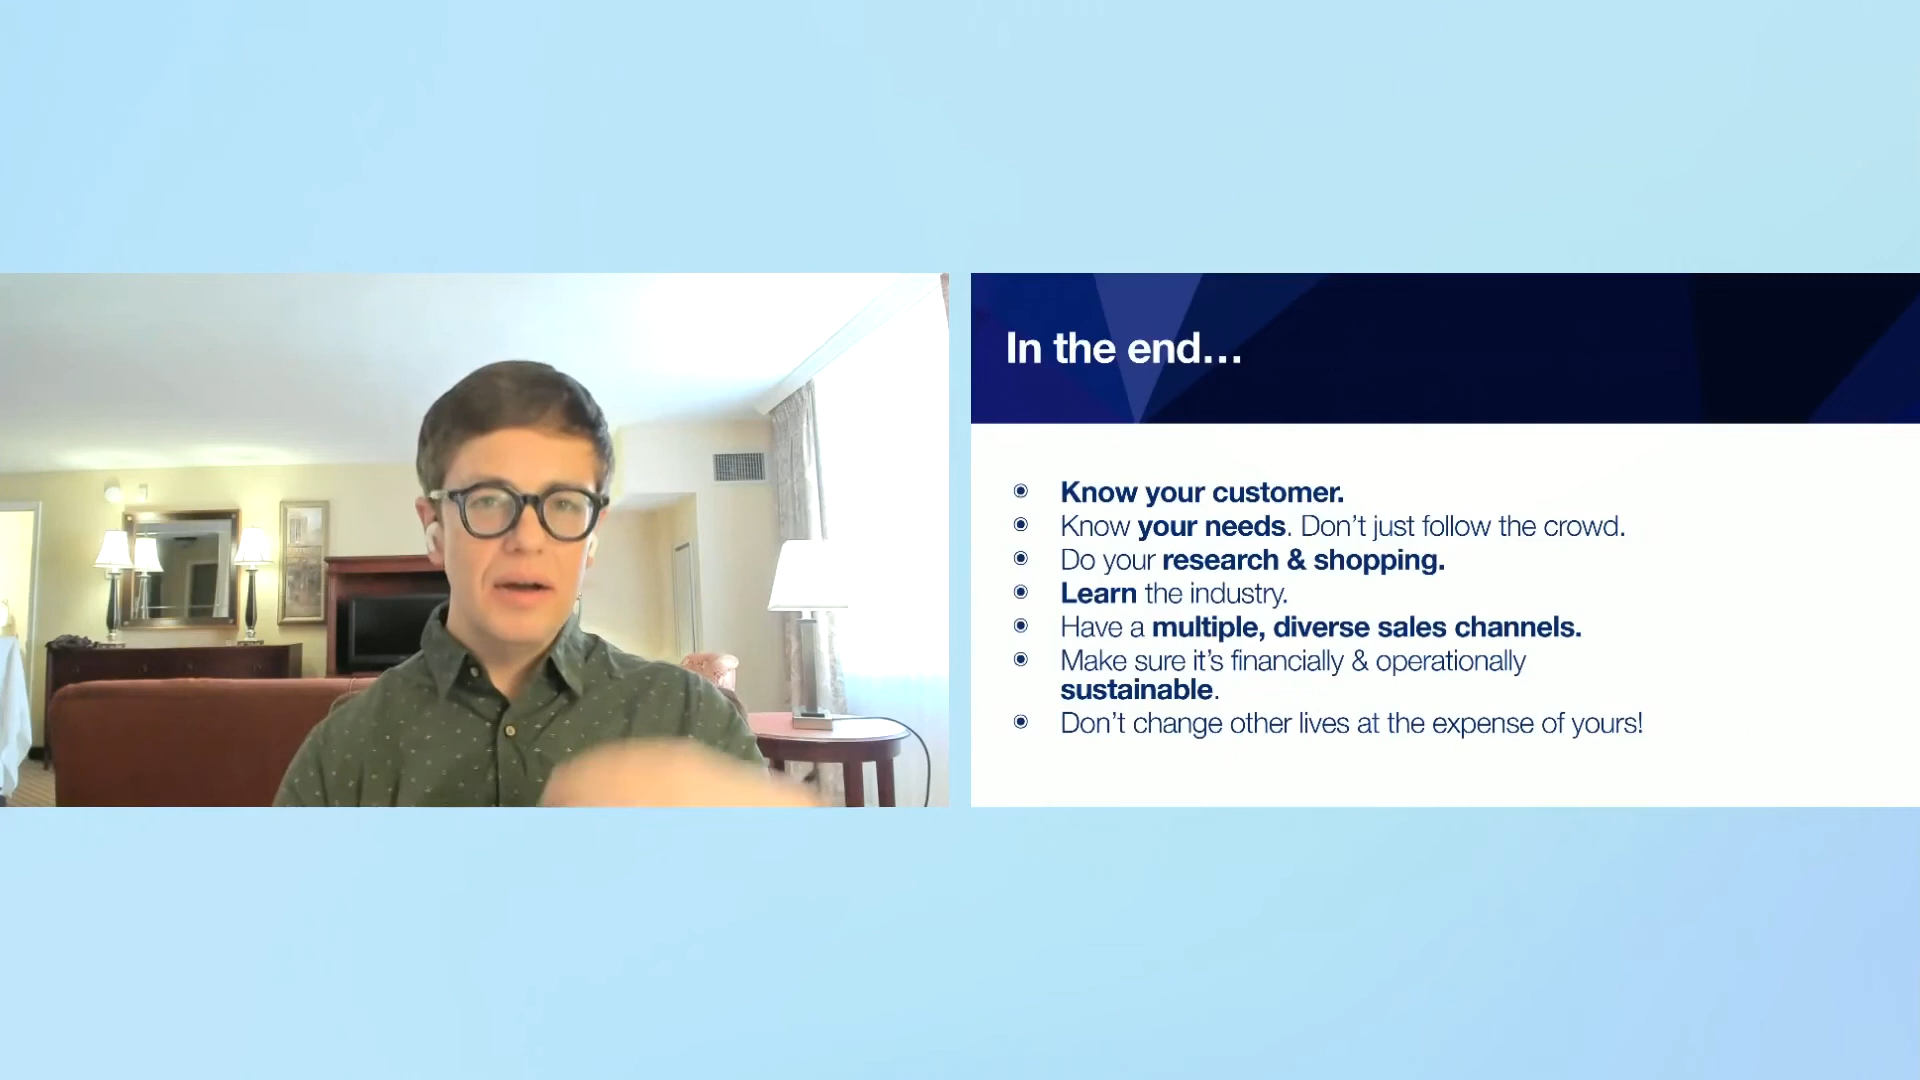 In the end…
Know your customer.
Know your needs. Don't just follow the crowd.
Do your research & shopping.
Learn the industry.
Have a multiple, diverse sales channels.
Make sure it's financially & operationally
sustainable.
Don't change other lives at the expense of yours!